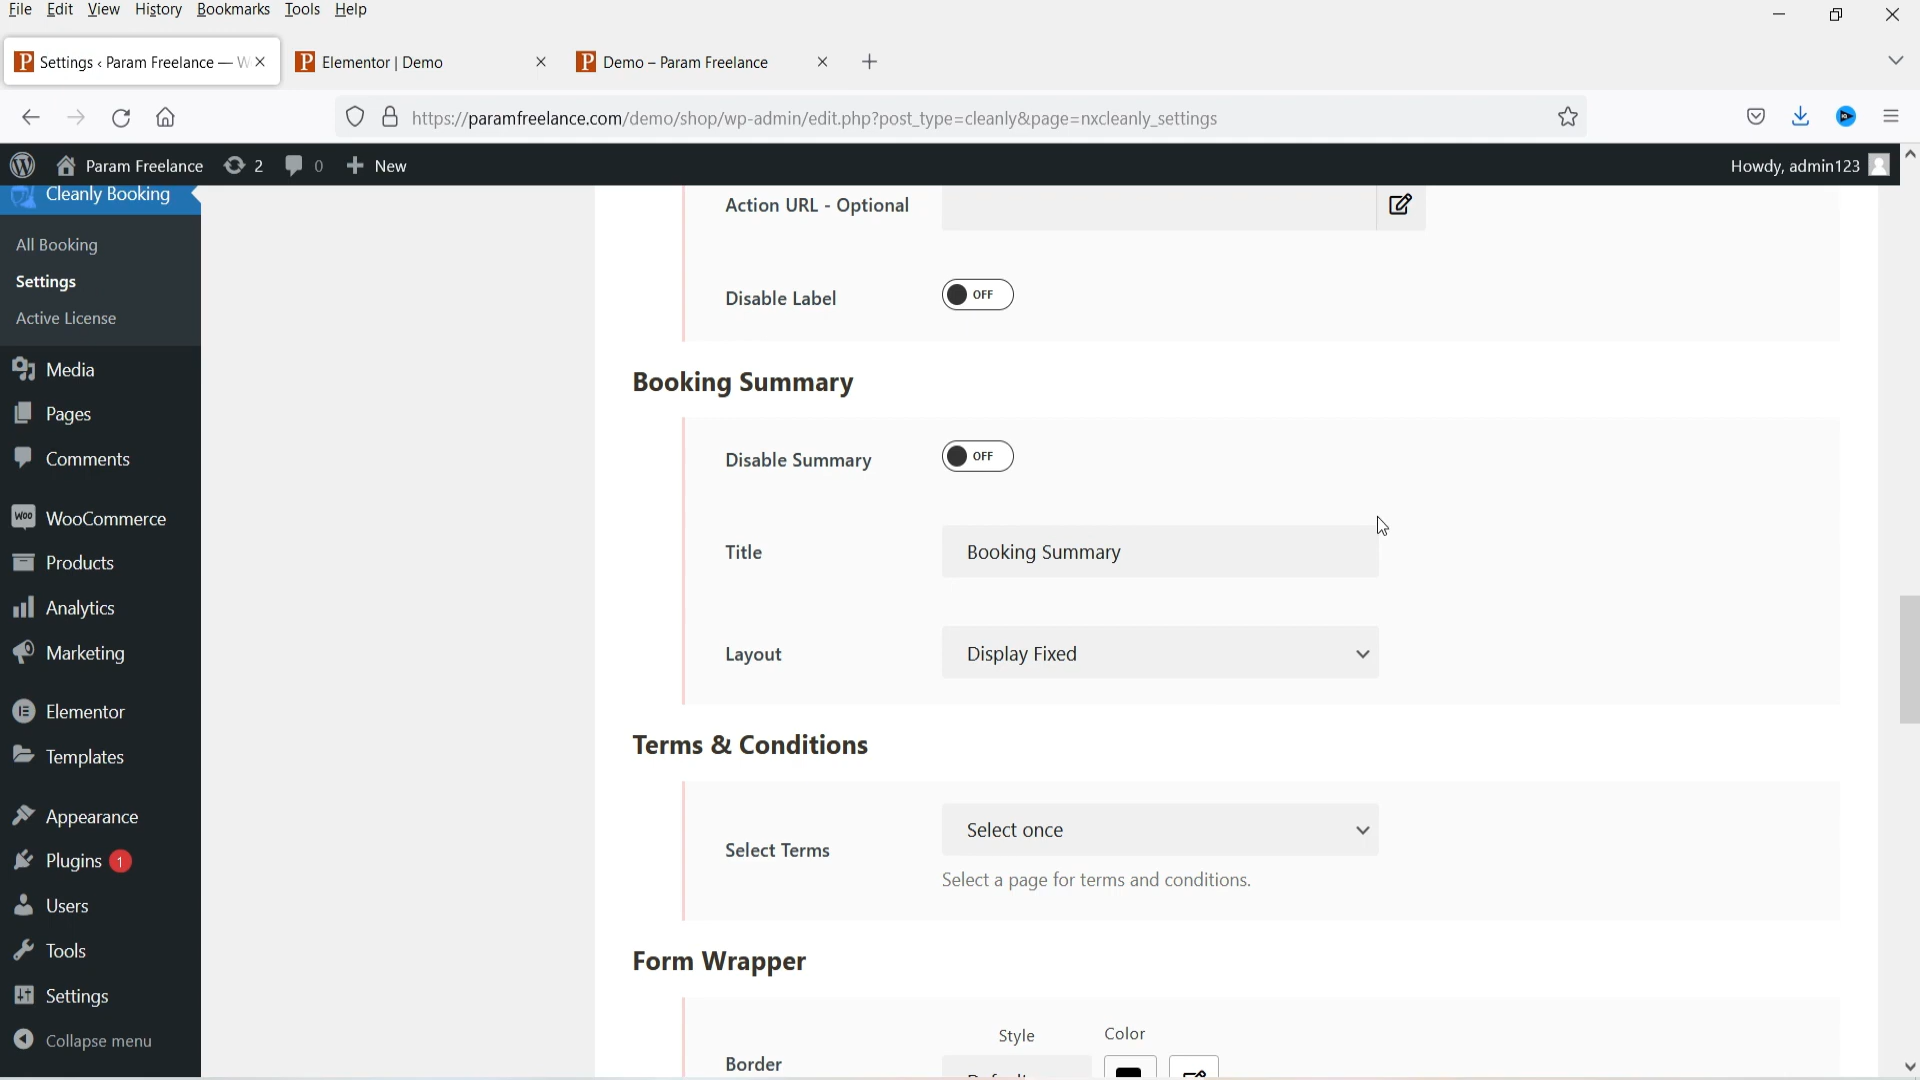 File Edit View History Bookmarks Tools Help
Settings ‹ Param Freelance — W
Elementor | Demo
Demo – Param Freelance
https://paramfreelance.com/demo/shop/wp-admin/edit.php?post_type=cleanly&page=nxcleanly_settings
Param Freelance 2 0 New
Howdy, admin123
Cleanly Booking
All Booking
Settings
Active License
Media
Pages
Comments
WooCommerce
Products
Analytics
Marketing
Elementor
Templates
Appearance
Plugins 1
Users
Tools
Settings
Collapse menu
Action URL - Optional
Disable Label OFF
Booking Summary
Disable Summary OFF
Title Booking Summary
Layout Display Fixed
Terms & Conditions
Select Terms Select once
Select a page for terms and conditions.
Form Wrapper
Style Color
Border